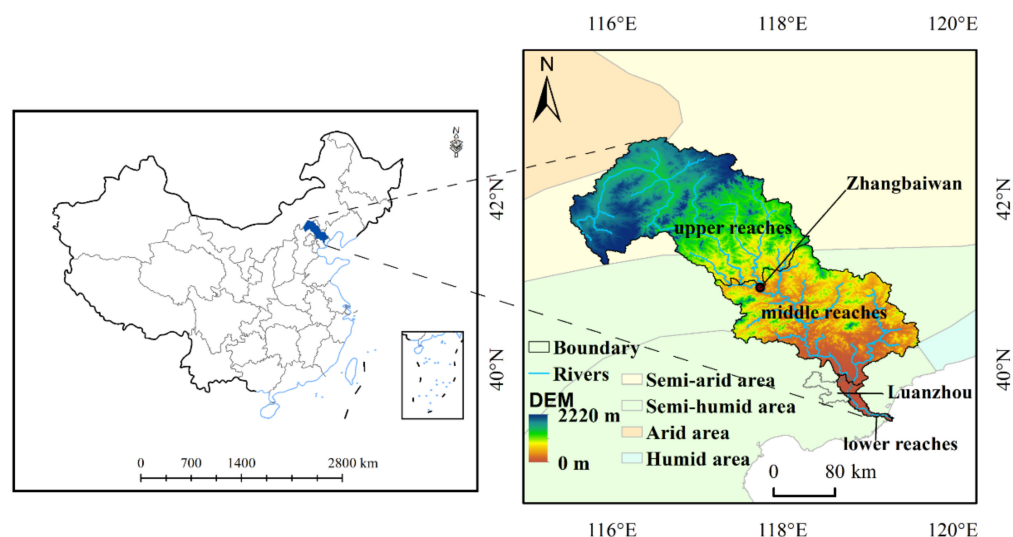 116°E 118°E 120°E
N
N
42°N
42°N
Zhangbaiwan
upper reaches
middle reaches
Boundary
Rivers
40°N
40°N
DEM
Semi-arid area
Luanzhou
2220 m
Semi-humid area
Arid area
lower reaches
0 m
Humid area
0 700 1400 2800 km
0 80 km
116°E 118°E 120°E